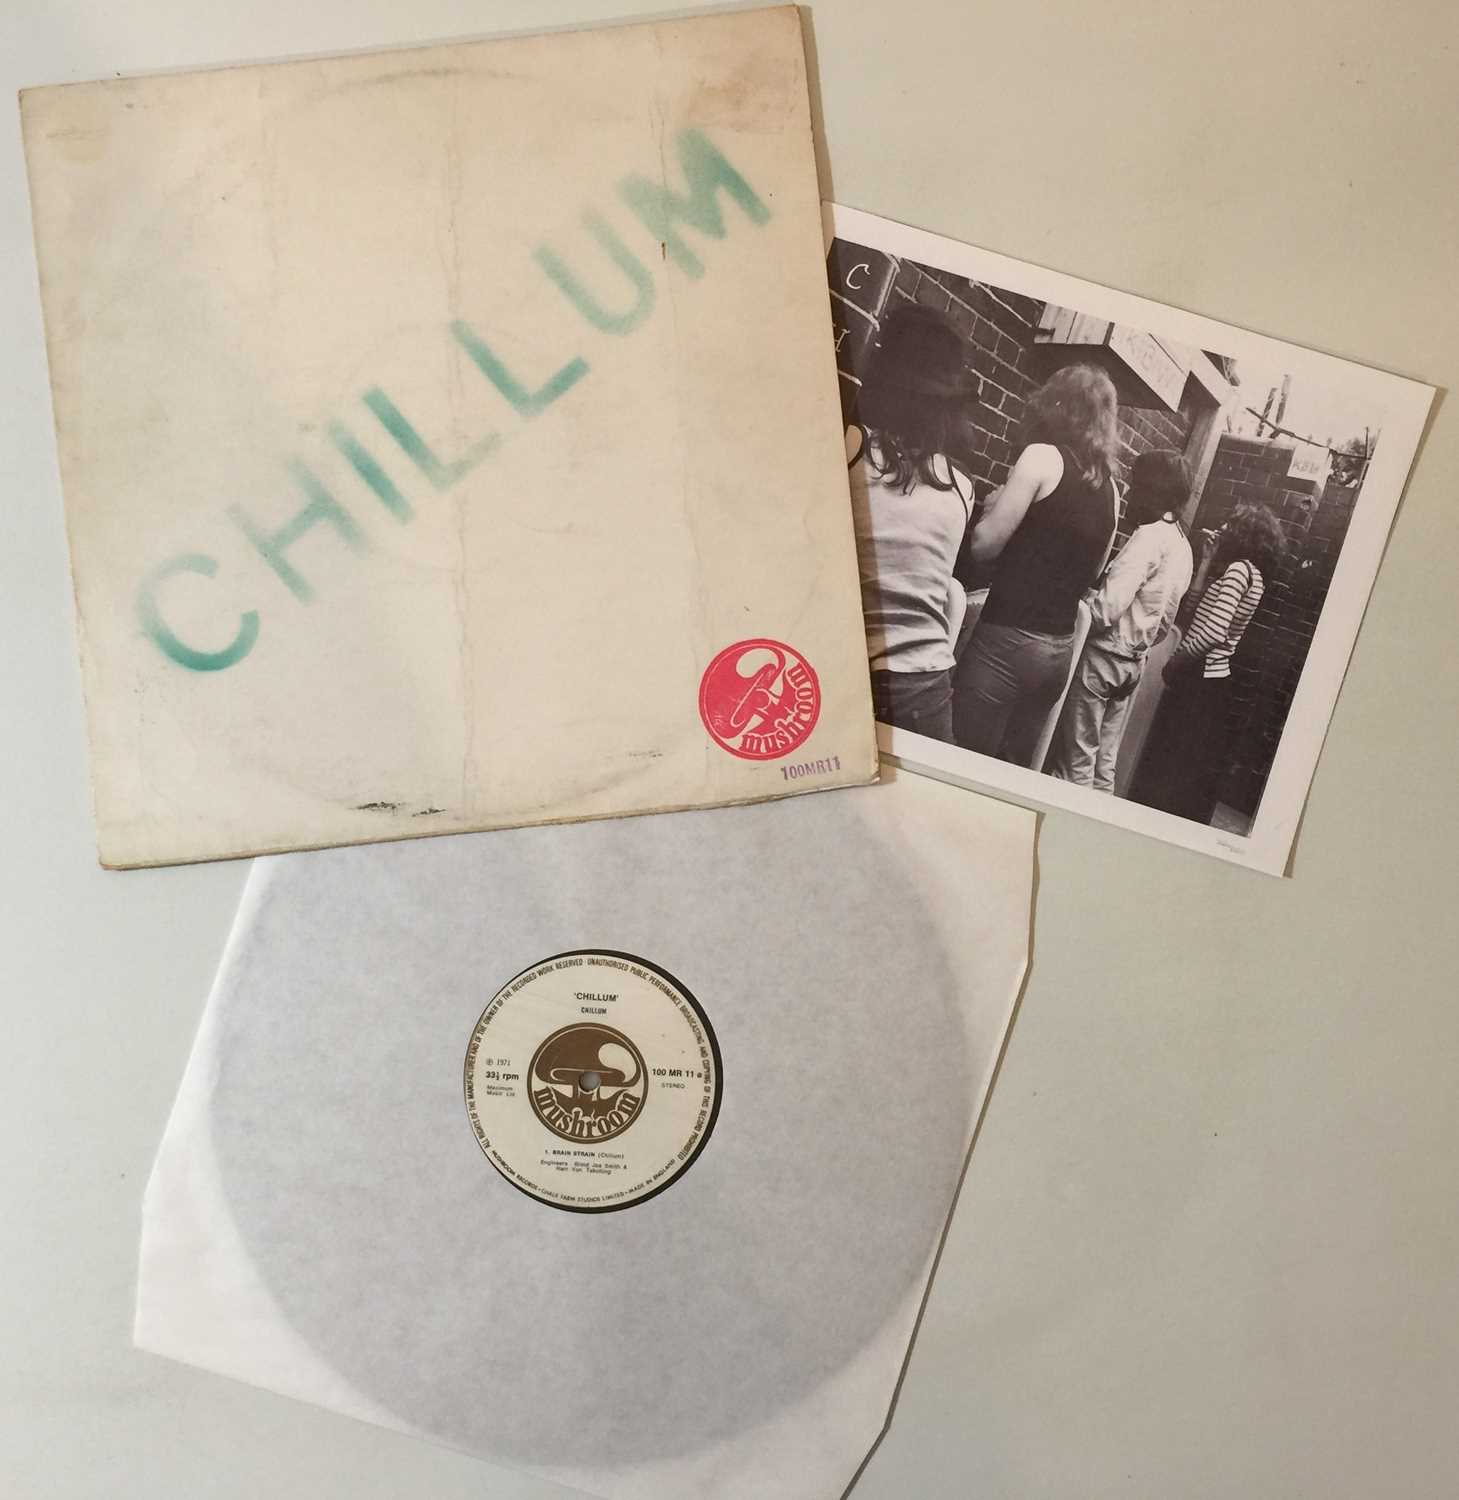 CHILLUM
mushroom
100MR11
C
H
ALL RIGHTS OF THE MANUFACTURER AND OF THE OWNER OF THE RECORDED WORK RESERVED · UNAUTHORISED PUBLIC PERFORMANCE BROADCASTING AND COPYING OF THIS RECORD PROHIBITED
'CHILLUM'
CHILLUM
℗ 1971
33⅓ rpm
Maximum
Music Ltd
100 MR 11 a
STEREO
mushroom
1. BRAIN STRAIN (Chillum)
Engineers Blind Joe Smith &
MUSHROOM RECORDS • CHALK FARM STUDIOS LIMITED • MADE IN ENGLAND